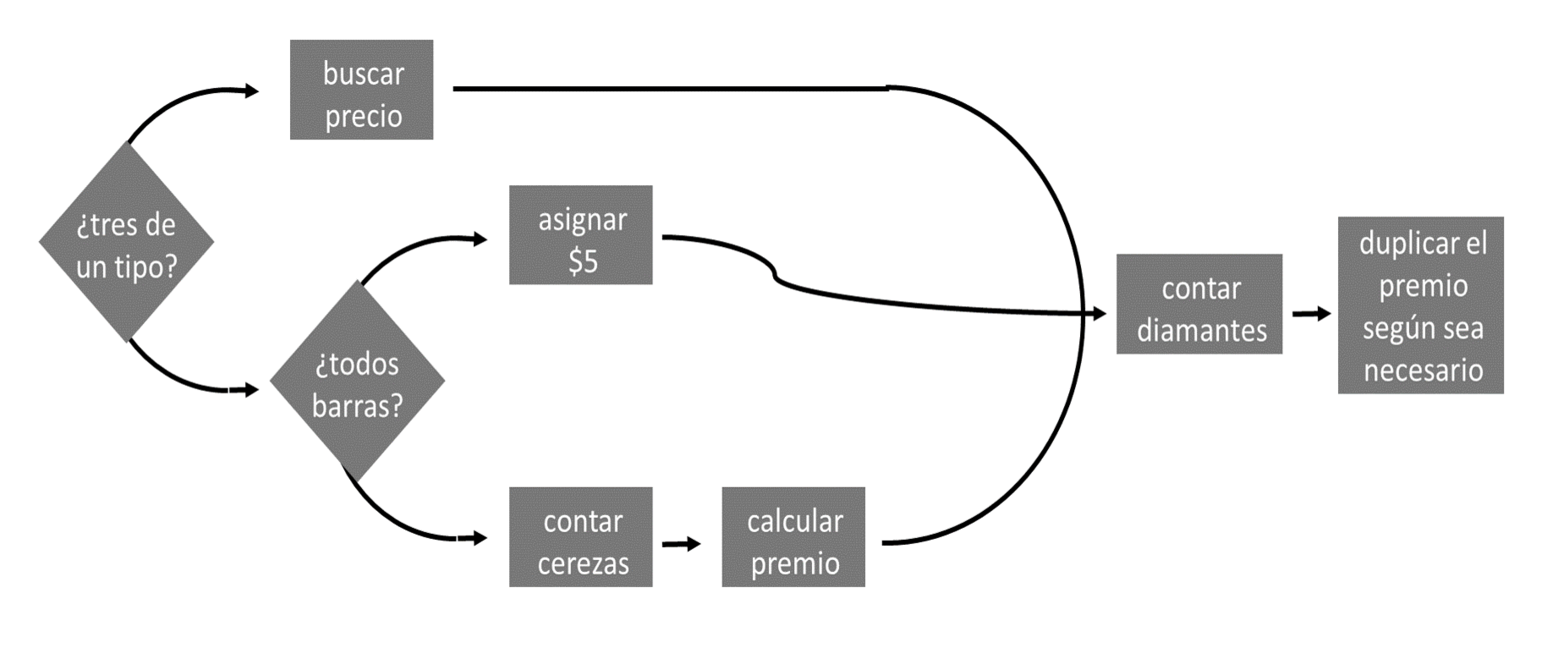 ¿tres de
un tipo?
buscar
precio
¿todos
barras?
asignar
$5
contar
cerezas
calcular
premio
contar
diamantes
duplicar el
premio
según sea
necesario